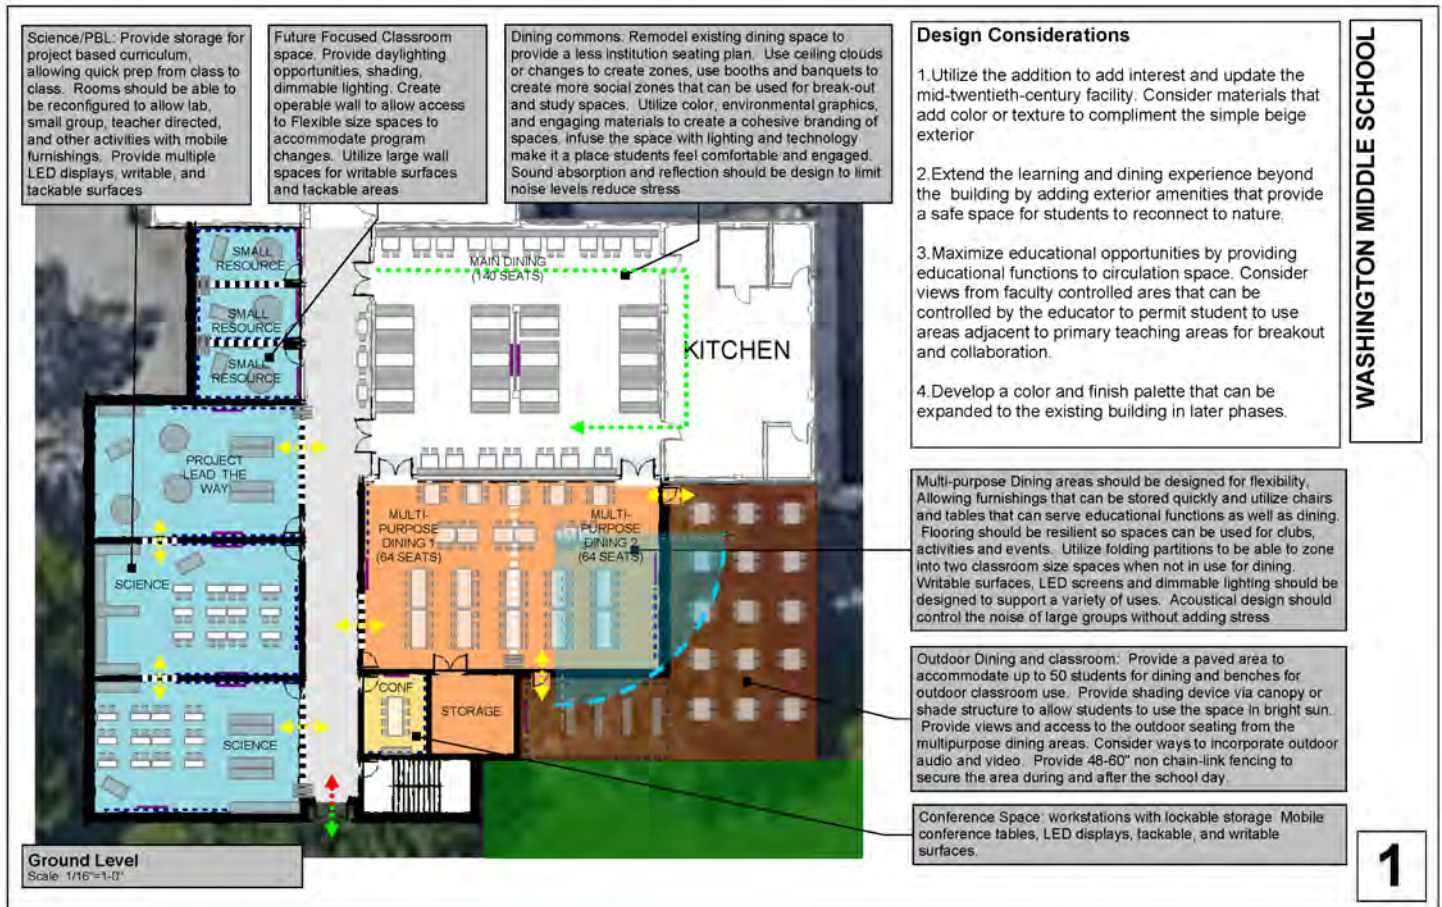 Science/PBL: Provide storage for
project based curriculum,
allowing quick prep from class to
class. Rooms should be able to
be reconfigured to allow lab,
small group, teacher directed,
and other activities with mobile
furnishings. Provide multiple
LED displays, writable, and
tackable surfaces
Future Focused Classroom
space. Provide daylighting
opportunities, shading,
dimmable lighting. Create
operable wall to allow access
to Flexible size spaces to
accommodate program
changes. Utilize large wall
spaces for writable surfaces
and tackable areas
Dining commons: Remodel existing dining space to
provide a less institution seating plan. Use ceiling clouds
or changes to create zones, use booths and banquets to
create more social zones that can be used for break-out
and study spaces. Utilize color, environmental graphics,
and engaging materials to create a cohesive branding of
spaces. infuse the space with lighting and technology
make it a place students feel comfortable and engaged.
Sound absorption and reflection should be design to limit
noise levels reduce stress
Design Considerations
1.Utilize the addition to add interest and update the
mid-twentieth-century facility. Consider materials that
add color or texture to compliment the simple beige
exterior
2.Extend the learning and dining experience beyond
the building by adding exterior amenities that provide
a safe space for students to reconnect to nature.
3.Maximize educational opportunities by providing
educational functions to circulation space. Consider
views from faculty controlled ares that can be
controlled by the educator to permit student to use
areas adjacent to primary teaching areas for breakout
and collaboration.
4.Develop a color and finish palette that can be
expanded to the existing building in later phases.
WASHINGTON MIDDLE SCHOOL
SMALL
RESOURCE
SMALL
RESOURCE
SMALL
RESOURCE
MAIN DINING
(140 SEATS)
KITCHEN
PROJECT
LEAD THE
WAY
SCIENCE
SCIENCE
MULTI-
PURPOSE
DINING 1
(64 SEATS)
MULTI-
PURPOSE
DINING 2
(64 SEATS)
CONF
STORAGE
Multi-purpose Dining areas should be designed for flexibility,
Allowing furnishings that can be stored quickly and utilize chairs
and tables that can serve educational functions as well as dining.
Flooring should be resilient so spaces can be used for clubs,
activities and events. Utilize folding partitions to be able to zone
into two classroom size spaces when not in use for dining.
Writable surfaces, LED screens and dimmable lighting should be
designed to support a variety of uses. Acoustical design should
control the noise of large groups without adding stress
Outdoor Dining and classroom: Provide a paved area to
accommodate up to 50 students for dining and benches for
outdoor classroom use. Provide shading device via canopy or
shade structure to allow students to use the space in bright sun.
Provide views and access to the outdoor seating from the
multipurpose dining areas. Consider ways to incorporate outdoor
audio and video. Provide 48-60" non chain-link fencing to
secure the area during and after the school day.
Conference Space: workstations with lockable storage Mobile
conference tables, LED displays, tackable, and writable
surfaces.
Ground Level
Scale: 1/16"=1-0"
1